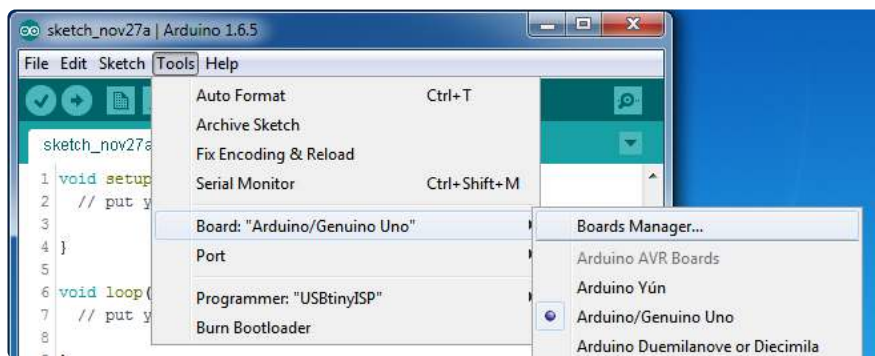 sketch_nov27a | Arduino 1.6.5
File Edit Sketch Tools Help
Auto Format Ctrl+T
Archive Sketch
Fix Encoding & Reload
Serial Monitor Ctrl+Shift+M
Board: "Arduino/Genuino Uno"
Port
Programmer: "USBtinyISP"
Burn Bootloader
Boards Manager...
Arduino AVR Boards
Arduino Yún
Arduino/Genuino Uno
Arduino Duemilanove or Diecimila
sketch_nov27a
1 void setup
2 // put y
3
4 }
5
6 void loop(
7 // put y
8